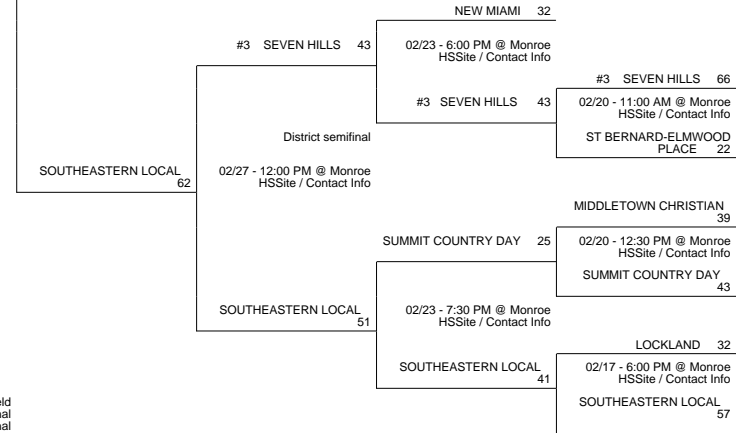 NEW MIAMI 32
#3 SEVEN HILLS 43
02/23 - 6:00 PM @ Monroe
HSSite / Contact Info
#3 SEVEN HILLS 66
#3 SEVEN HILLS 43
02/20 - 11:00 AM @ Monroe
HSSite / Contact Info
District semifinal
ST BERNARD-ELMWOOD
PLACE 22
SOUTHEASTERN LOCAL
62
02/27 - 12:00 PM @ Monroe
HSSite / Contact Info
MIDDLETOWN CHRISTIAN
39
SUMMIT COUNTRY DAY 25
02/20 - 12:30 PM @ Monroe
HSSite / Contact Info
SUMMIT COUNTRY DAY
43
SOUTHEASTERN LOCAL
51
02/23 - 7:30 PM @ Monroe
HSSite / Contact Info
LOCKLAND 32
SOUTHEASTERN LOCAL
41
02/17 - 6:00 PM @ Monroe
HSSite / Contact Info
SOUTHEASTERN LOCAL
57
eld
nal
nal